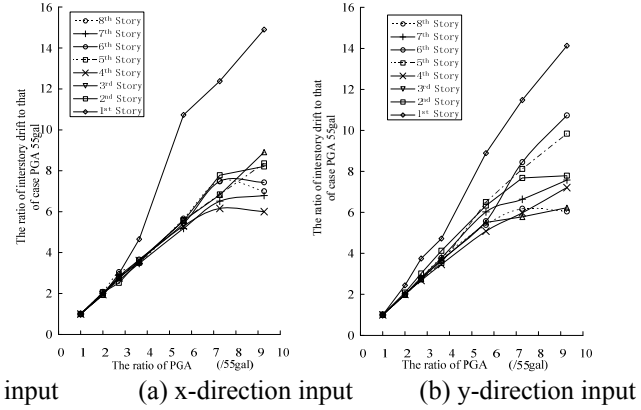 16
14
12
10
8
6
4
2
0
0 1 2 3 4 5 6 7 8 9 10
The ratio of interstory drift to that
of case PGA 55gal
8th Story
7th Story
6th Story
5th Story
4th Story
3rd Story
2nd Story
1st Story
The ratio of PGA (/55gal)
16
14
12
10
8
6
4
2
0
0 1 2 3 4 5 6 7 8 9 10
The ratio of interstory drift to that
of case PGA 55gal
8th Story
7th Story
6th Story
5th Story
4th Story
3rd Story
2nd Story
1st Story
The ratio of PGA (/55gal)
input (a) x-direction input (b) y-direction input